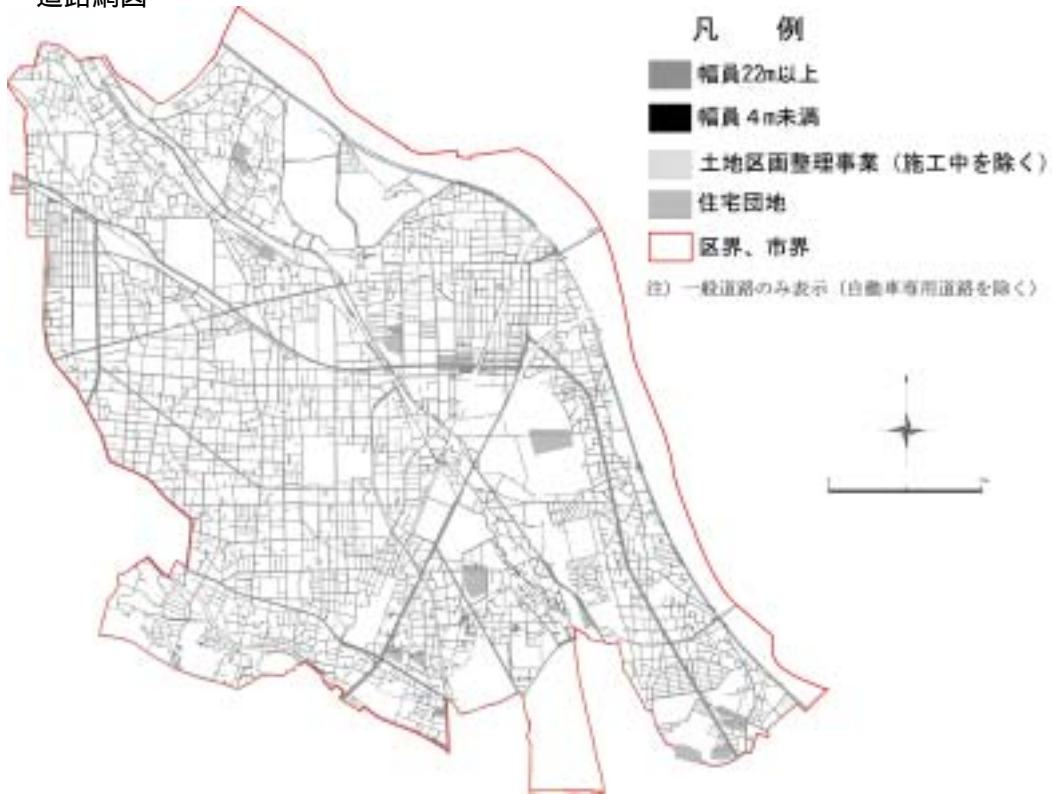 道路網図
凡 例
幅員22m以上
幅員4m未満
土地区画整理事業(施工中を除く)
住宅団地
区界、市界
注)一般道路のみ表示(自動車専用道路を除く)